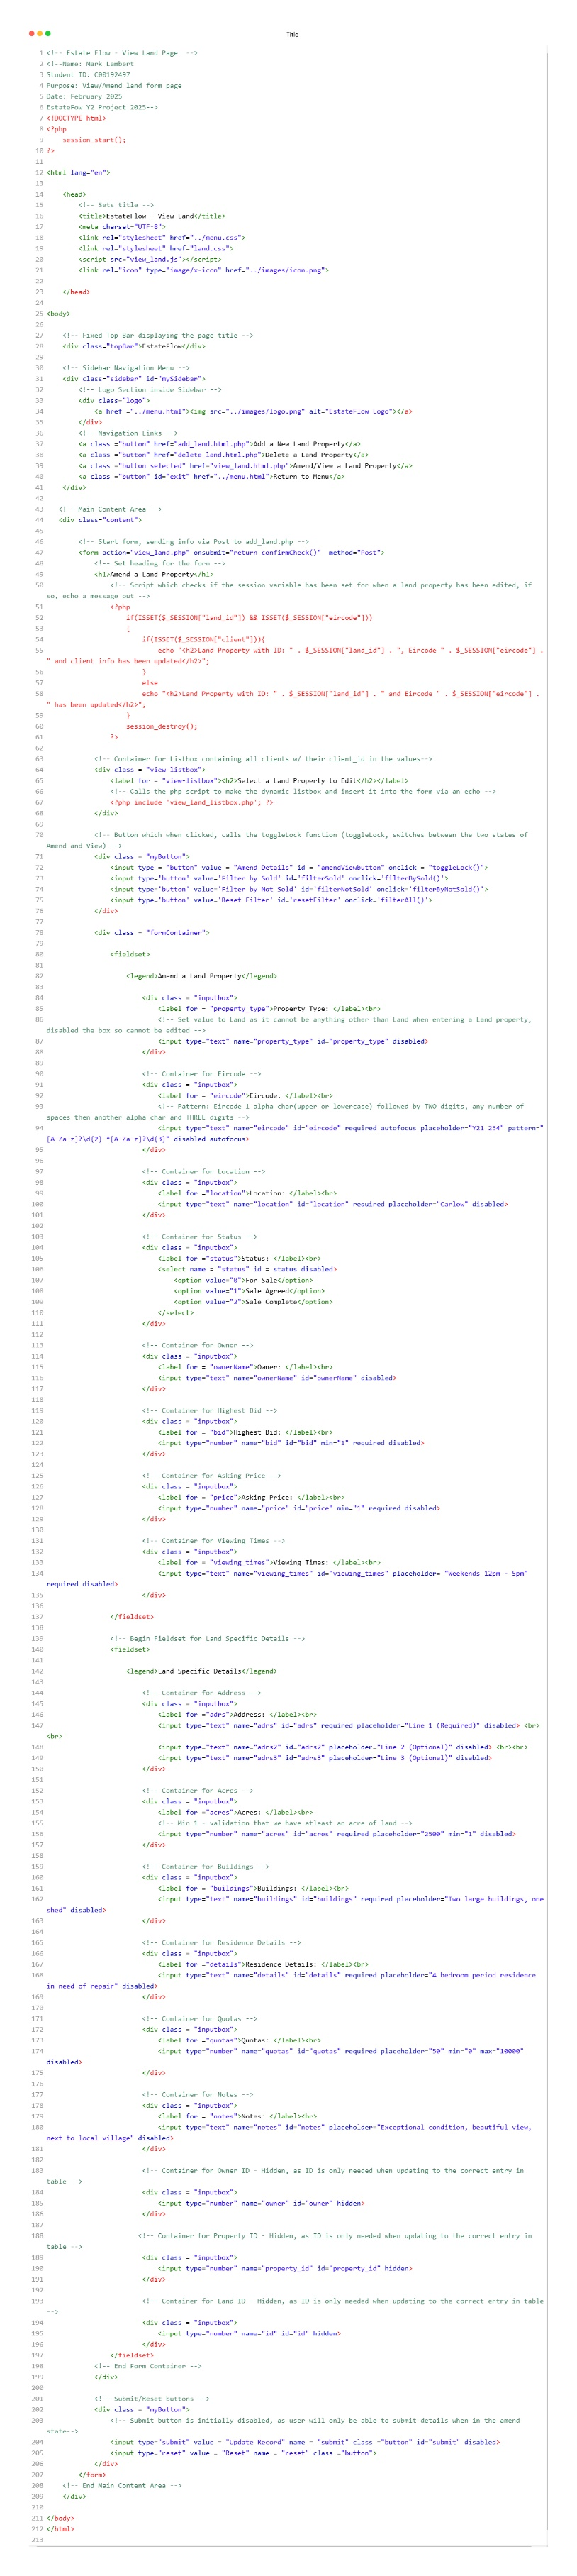 Title
1 <!-- Estate Flow - View Land Page  -->
2 <!--Name: Mark Lambert
3 Student ID: C00192497
4 Purpose: View/Amend land form page
5 Date: February 2025
6 EstateFow Y2 Project 2025-->
7 <!DOCTYPE html>
8 <?php
9     session_start();
10 ?>
11
12 <html lang="en">
13
14     <head>
15         <!-- Sets title -->
16         <title>EstateFlow - View Land</title>
17         <meta charset="UTF-8">
18         <link rel="stylesheet" href="../menu.css">
19         <link rel="stylesheet" href="land.css">
20         <script src="view_land.js"></script>
21         <link rel="icon" type="image/x-icon" href="../images/icon.png">
22
23     </head>
24
25 <body>
26
27     <!-- Fixed Top Bar displaying the page title -->
28     <div class="topBar">EstateFlow</div>
29
30     <!-- Sidebar Navigation Menu -->
31     <div class="sidebar" id="mySidebar">
32         <!-- Logo Section inside Sidebar -->
33         <div class="logo">
34             <a href ="../menu.html"><img src="../images/logo.png" alt="EstateFlow Logo"></a>
35         </div>
36         <!-- Navigation Links -->
37         <a class ="button" href="add_land.html.php">Add a New Land Property</a>
38         <a class ="button" href="delete_land.html.php">Delete a Land Property</a>
39         <a class ="button selected" href="view_land.html.php">Amend/View a Land Property</a>
40         <a class ="button" id="exit" href="../menu.html">Return to Menu</a>
41     </div>
42
43    <!-- Main Content Area -->
44    <div class="content">
45
46         <!-- Start form, sending info via Post to add_land.php -->
47         <form action="view_land.php" onsubmit="return confirmCheck()"  method="Post">
48             <!-- Set heading for the form -->
49             <h1>Amend a Land Property</h1>
50                 <!-- Script which checks if the session variable has been set for when a land property has been edited, if
so, echo a message out -->
51                 <?php
52                     if(ISSET($_SESSION["land_id"]) && ISSET($_SESSION["eircode"]))
53                     {
54                         if(ISSET($_SESSION["client"])){
55                             echo "<h2>Land Property with ID: " . $_SESSION["land_id"] . ", Eircode " . $_SESSION["eircode"] .
" and client info has been updated</h2>";
56                         }
57                         else
58                         echo "<h2>Land Property with ID: " . $_SESSION["land_id"] . " and Eircode " . $_SESSION["eircode"] .
" has been updated</h2>";
59                     }
60                     session_destroy();
61                 ?>
62
63             <!-- Container for Listbox containing all clients w/ their client_id in the values-->
64             <div class = "view-listbox">
65                 <label for = "view-listbox"><h2>Select a Land Property to Edit</h2></label>
66                 <!-- Calls the php script to make the dynamic listbox and insert it into the form via an echo -->
67                 <?php include 'view_land_listbox.php'; ?>
68             </div>
69
70             <!-- Button which when clicked, calls the toggleLock function (toggleLock, switches between the two states of
Amend and View) -->
71             <div class = "myButton">
72                 <input type = "button" value = "Amend Details" id = "amendViewbutton" onclick = "toggleLock()">
73                 <input type='button' value='Filter by Sold' id='filterSold' onclick='filterBySold()'>
74                 <input type='button' value='Filter by Not Sold' id='filterNotSold' onclick='filterByNotSold()'>
75                 <input type='button' value='Reset Filter' id='resetFilter' onclick='filterAll()'>
76             </div>
77
78             <div class = "formContainer">
79
80                 <fieldset>
81
82                     <legend>Amend a Land Property</legend>
83
84                         <div class = "inputbox">
85                             <label for = "property_type">Property Type: </label><br>
86                             <!-- Set value to Land as it cannot be anything other than Land when entering a Land property,
disabled the box so cannot be edited -->
87                             <input type="text" name="property_type" id="property_type" disabled>
88                         </div>
89
90                         <!-- Container for Eircode -->
91                         <div class = "inputbox">
92                             <label for = "eircode">Eircode: </label><br>
93                             <!-- Pattern: Eircode 1 alpha char(upper or lowercase) followed by TWO digits, any number of
spaces then another alpha char and THREE digits -->
94                             <input type="text" name="eircode" id="eircode" required autofocus placeholder="Y21 234" pattern="
[A-Za-z]?\d{2} *[A-Za-z]?\d{3}" disabled autofocus>
95                         </div>
96
97                         <!-- Container for Location -->
98                         <div class = "inputbox">
99                             <label for ="location">Location: </label><br>
100                             <input type="text" name="location" id="location" required placeholder="Carlow" disabled>
101                         </div>
102
103                         <!-- Container for Status -->
104                         <div class = "inputbox">
105                             <label for ="status">Status: </label><br>
106                             <select name = "status" id = status disabled>
107                                 <option value="0">For Sale</option>
108                                 <option value="1">Sale Agreed</option>
109                                 <option value="2">Sale Complete</option>
110                             </select>
111                         </div>
112
113                         <!-- Container for Owner -->
114                         <div class = "inputbox">
115                             <label for = "ownerName">Owner: </label><br>
116                             <input type="text" name="ownerName" id="ownerName" disabled>
117                         </div>
118
119                         <!-- Container for Highest Bid -->
120                         <div class = "inputbox">
121                             <label for = "bid">Highest Bid: </label><br>
122                             <input type="number" name="bid" id="bid" min="1" required disabled>
123                         </div>
124
125                         <!-- Container for Asking Price -->
126                         <div class = "inputbox">
127                             <label for = "price">Asking Price: </label><br>
128                             <input type="number" name="price" id="price" min="1" required disabled>
129                         </div>
130
131                         <!-- Container for Viewing Times -->
132                         <div class = "inputbox">
133                             <label for = "viewing_times">Viewing Times: </label><br>
134                             <input type="text" name="viewing_times" id="viewing_times" placeholder= "Weekends 12pm - 5pm"
required disabled>
135                         </div>
136
137                 </fieldset>
138
139                 <!-- Begin Fieldset for Land Specific Details -->
140                 <fieldset>
141
142                     <legend>Land-Specific Details</legend>
143
144                         <!-- Container for Address -->
145                         <div class = "inputbox">
146                             <label for ="adrs">Address: </label><br>
147                             <input type="text" name="adrs" id="adrs" required placeholder="Line 1 (Required)" disabled> <br>
<br>
148                             <input type="text" name="adrs2" id="adrs2" placeholder="Line 2 (Optional)" disabled> <br><br>
149                             <input type="text" name="adrs3" id="adrs3" placeholder="Line 3 (Optional)" disabled>
150                         </div>
151
152                         <!-- Container for Acres -->
153                         <div class = "inputbox">
154                             <label for ="acres">Acres: </label><br>
155                             <!-- Min 1 - validation that we have atleast an acre of land -->
156                             <input type="number" name="acres" id="acres" required placeholder="2500" min="1" disabled>
157                         </div>
158
159                         <!-- Container for Buildings -->
160                         <div class = "inputbox">
161                             <label for = "buildings">Buildings: </label><br>
162                             <input type="text" name="buildings" id="buildings" required placeholder="Two large buildings, one
shed" disabled>
163                         </div>
164
165                         <!-- Container for Residence Details -->
166                         <div class = "inputbox">
167                             <label for ="details">Residence Details: </label><br>
168                             <input type="text" name="details" id="details" required placeholder="4 bedroom period residence
in need of repair" disabled>
169                         </div>
170
171                         <!-- Container for Quotas -->
172                         <div class = "inputbox">
173                             <label for ="quotas">Quotas: </label><br>
174                             <input type="number" name="quotas" id="quotas" required placeholder="50" min="0" max="10000"
disabled>
175                         </div>
176
177                         <!-- Container for Notes -->
178                         <div class = "inputbox">
179                             <label for = "notes">Notes: </label><br>
180                             <input type="text" name="notes" id="notes" placeholder="Exceptional condition, beautiful view,
next to local village" disabled>
181                         </div>
182
183                         <!-- Container for Owner ID - Hidden, as ID is only needed when updating to the correct entry in
table -->
184                         <div class = "inputbox">
185                             <input type="number" name="owner" id="owner" hidden>
186                         </div>
187
188                        <!-- Container for Property ID - Hidden, as ID is only needed when updating to the correct entry in
table -->
189                         <div class = "inputbox">
190                             <input type="number" name="property_id" id="property_id" hidden>
191                         </div>
192
193                         <!-- Container for Land ID - Hidden, as ID is only needed when updating to the correct entry in table
-->
194                         <div class = "inputbox">
195                             <input type="number" name="id" id="id" hidden>
196                         </div>
197                 </fieldset>
198             <!-- End Form Container -->
199             </div>
200
201             <!-- Submit/Reset buttons -->
202             <div class = "myButton">
203                 <!-- Submit button is initially disabled, as user will only be able to submit details when in the amend
state-->
204                 <input type="submit" value = "Update Record" name = "submit" class ="button" id="submit" disabled>
205                 <input type="reset" value = "Reset" name = "reset" class ="button">
206             </div>
207         </form>
208     <!-- End Main Content Area -->
209     </div>
210
211 </body>
212 </html>
213